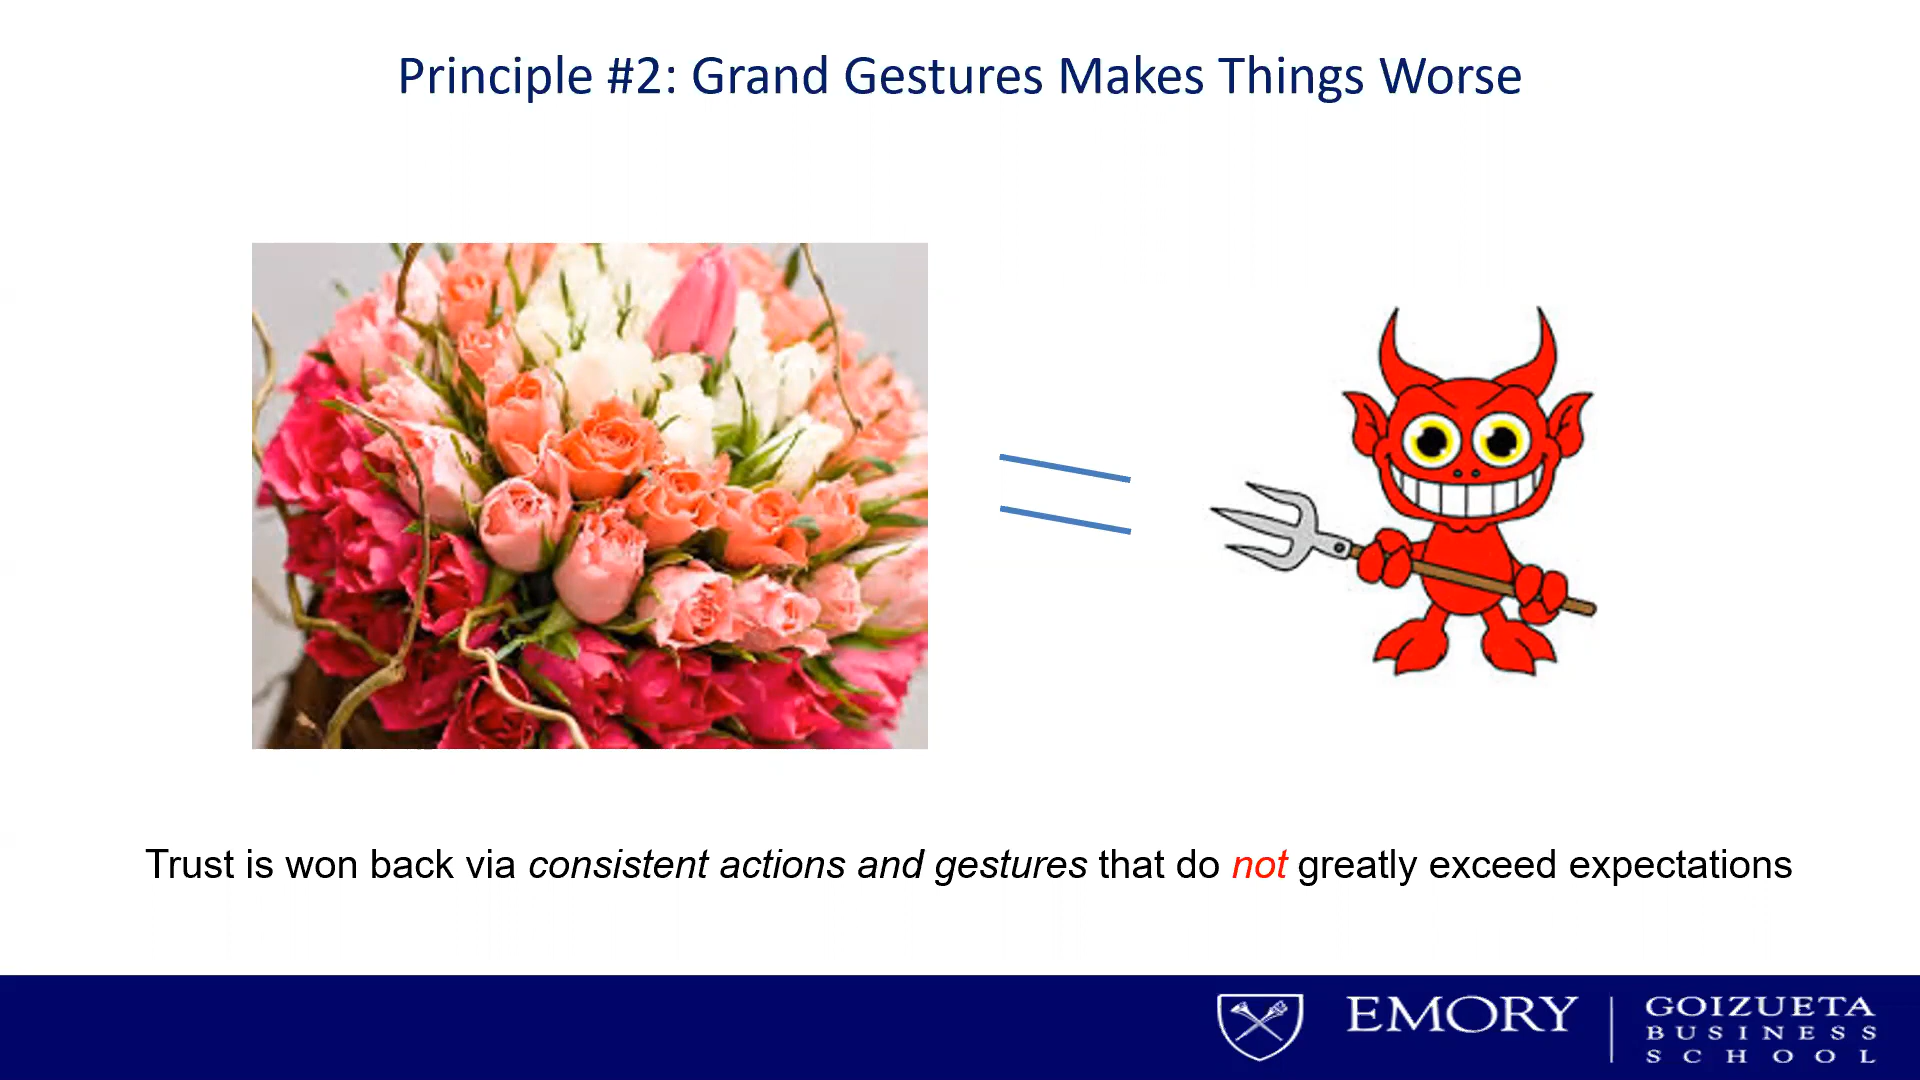 Principle #2: Grand Gestures Makes Things Worse
Trust is won back via consistent actions and gestures that do not greatly exceed expectations
EMORY
GOIZUETA
BUSINESS
SCHOOL